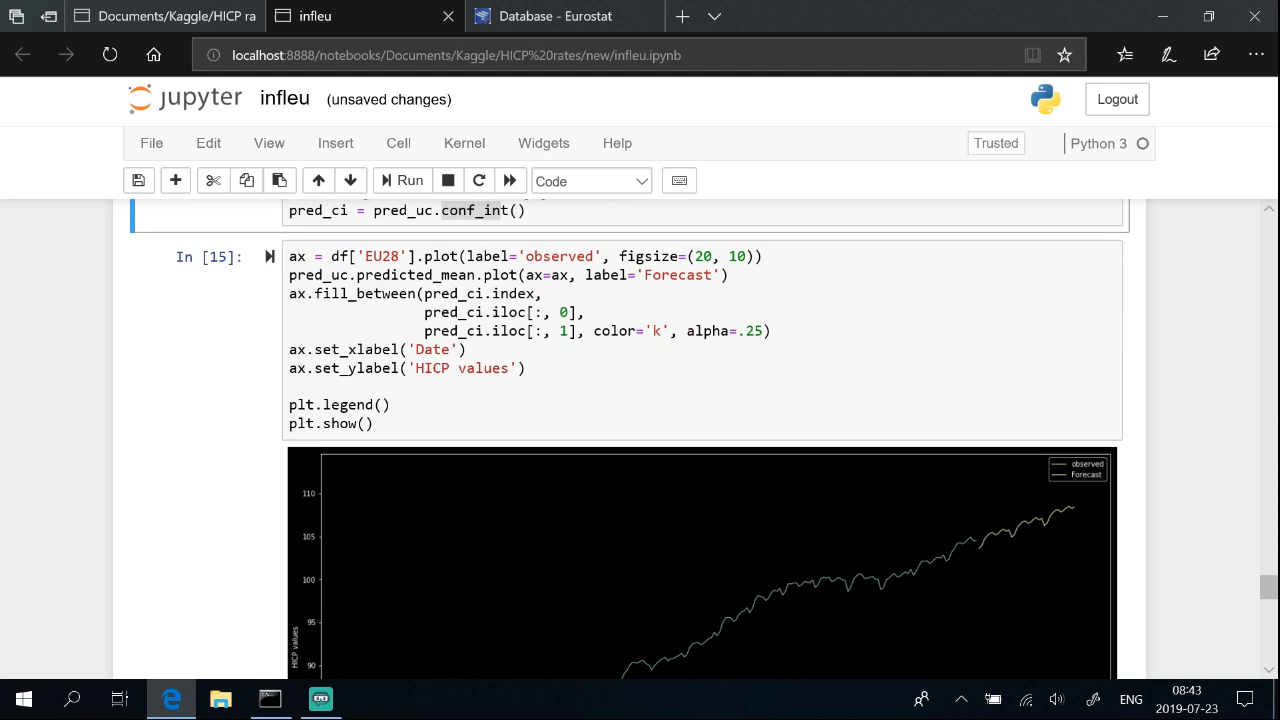 Documents/Kaggle/HICP ra
infleu
Database - Eurostat
localhost:8888/notebooks/Documents/Kaggle/HICP%20rates/new/infleu.ipynb
jupyter infleu (unsaved changes)
Logout
File Edit View Insert Cell Kernel Widgets Help
Trusted
Python 3
Run
Code
pred_ci = pred_uc.conf_int()
In [15]:
ax = df['EU28'].plot(label='observed', figsize=(20, 10))
pred_uc.predicted_mean.plot(ax=ax, label='Forecast')
ax.fill_between(pred_ci.index,
pred_ci.iloc[:, 0],
pred_ci.iloc[:, 1], color='k', alpha=.25)
ax.set_xlabel('Date')
ax.set_ylabel('HICP values')
plt.legend()
plt.show()
observed
Forecast
110
105
100
95
90
HICP values
ENG
08:43
2019-07-23